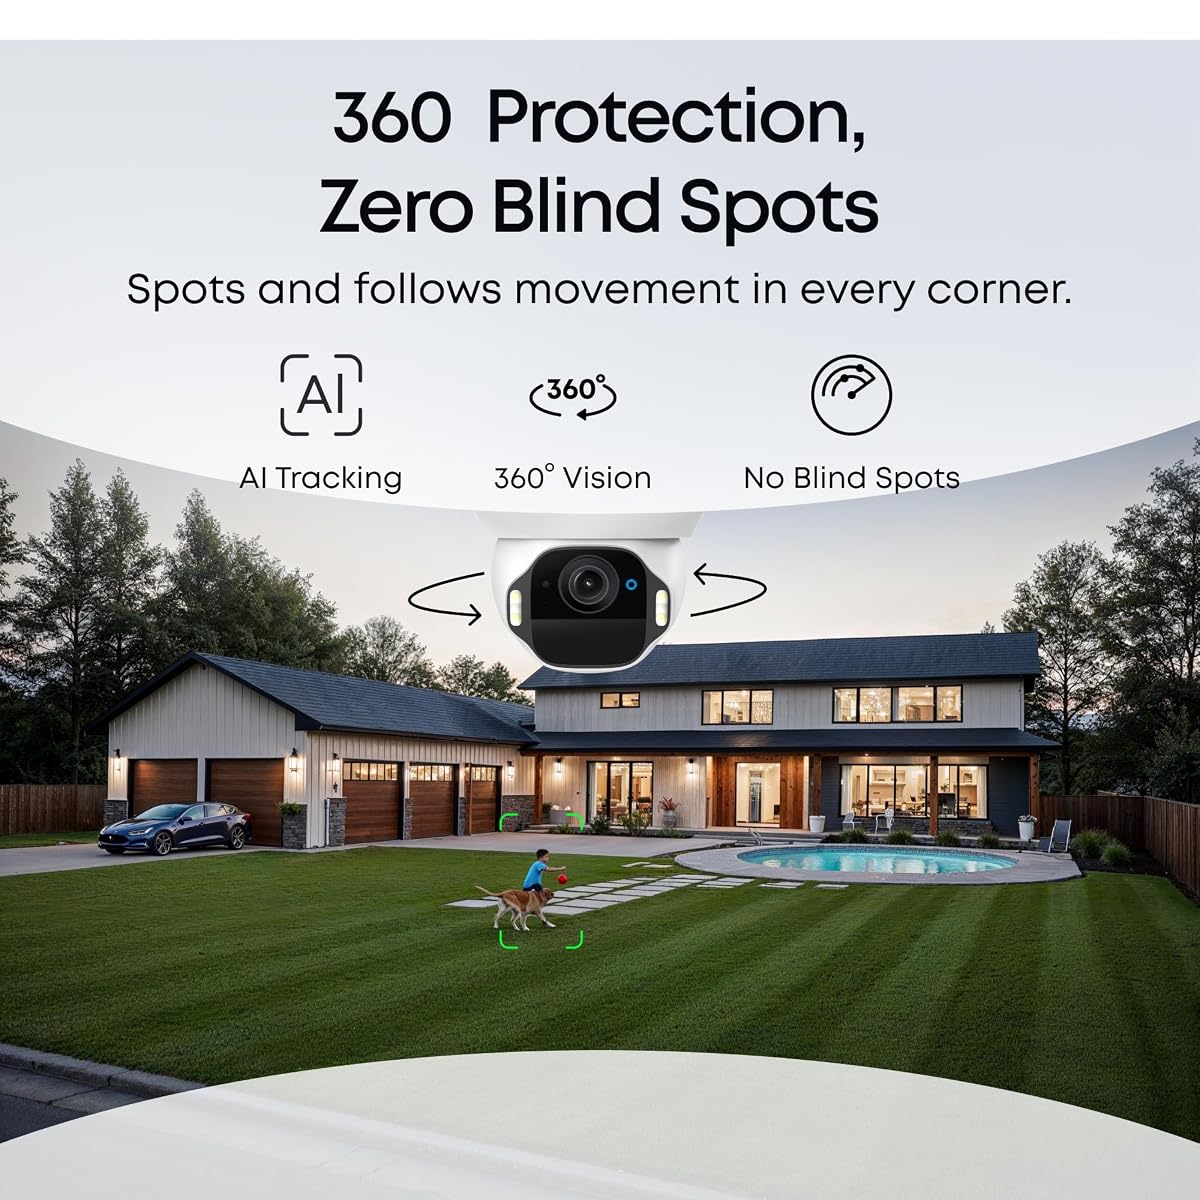 360 Protection,
Zero Blind Spots
Spots and follows movement in every corner.
AI
360°
AI Tracking
360° Vision
No Blind Spots